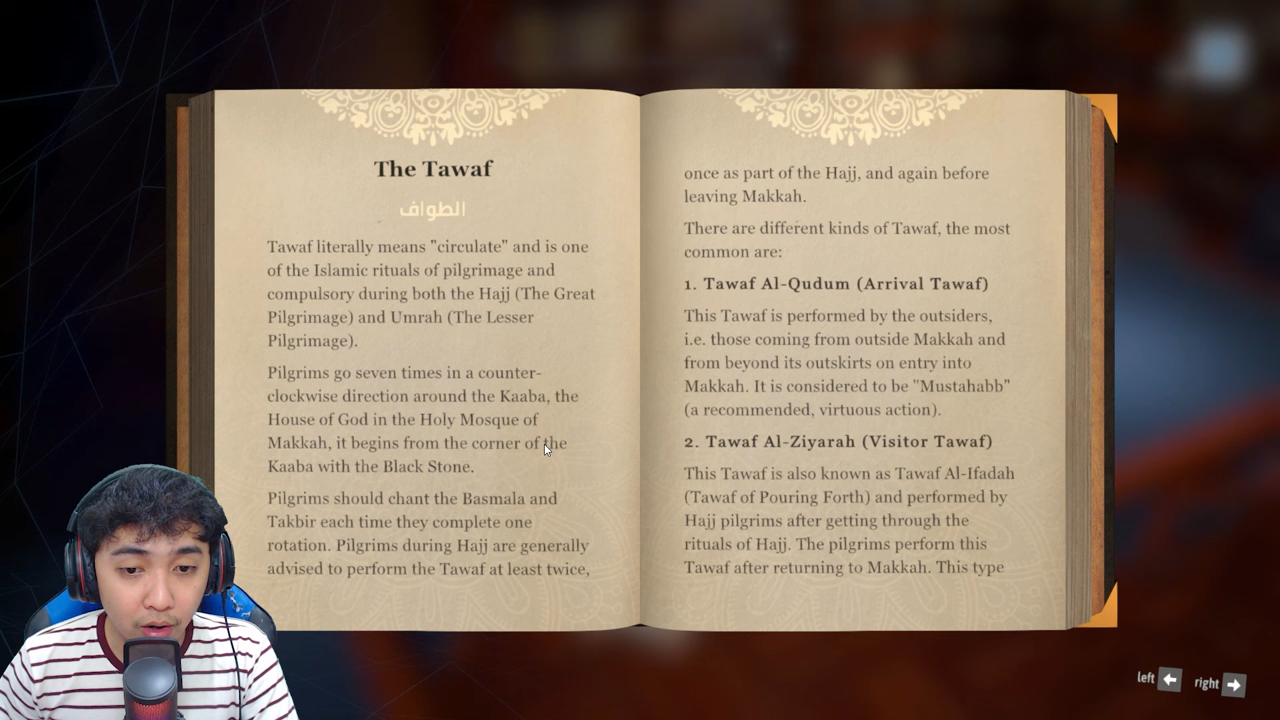 The Tawaf
الطواف
Tawaf literally means "circulate" and is one
of the Islamic rituals of pilgrimage and
compulsory during both the Hajj (The Great
Pilgrimage) and Umrah (The Lesser
Pilgrimage).
Pilgrims go seven times in a counter-
clockwise direction around the Kaaba, the
House of God in the Holy Mosque of
Makkah, it begins from the corner of the
Kaaba with the Black Stone.
Pilgrims should chant the Basmala and
Takbir each time they complete one
rotation. Pilgrims during Hajj are generally
advised to perform the Tawaf at least twice,
once as part of the Hajj, and again before
leaving Makkah.
There are different kinds of Tawaf, the most
common are:
1. Tawaf Al-Qudum (Arrival Tawaf)
This Tawaf is performed by the outsiders,
i.e. those coming from outside Makkah and
from beyond its outskirts on entry into
Makkah. It is considered to be "Mustahabb"
(a recommended, virtuous action).
2. Tawaf Al-Ziyarah (Visitor Tawaf)
This Tawaf is also known as Tawaf Al-Ifadah
(Tawaf of Pouring Forth) and performed by
Hajj pilgrims after getting through the
rituals of Hajj. The pilgrims perform this
Tawaf after returning to Makkah. This type
left
right